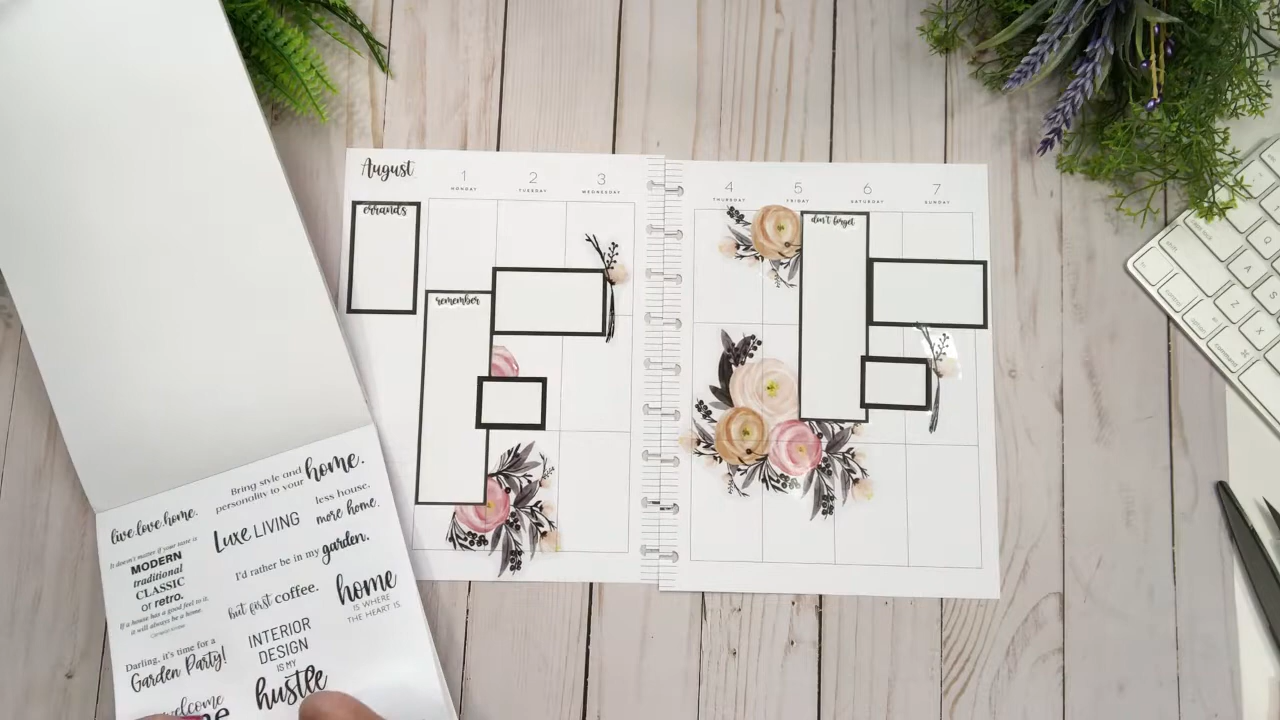 August
1
MONDAY
2
TUESDAY
3
WEDNESDAY
4
THURSDAY
5
FRIDAY
6
SATURDAY
7
SUNDAY
errands
remember
don't forget
live.love.home.
It doesn't matter if your taste is
MODERN
traditional
CLASSIC
or retro.
If a house has a good feel to it,
it will always be a home.
Darling, it's time for a
Garden Party!
welcome
Bring style and
personality to your home.
Luxe LIVING
less house.
more home.
I'd rather be in my garden.
but first coffee.
home
IS WHERE
THE HEART IS.
INTERIOR
DESIGN
IS MY
hustle